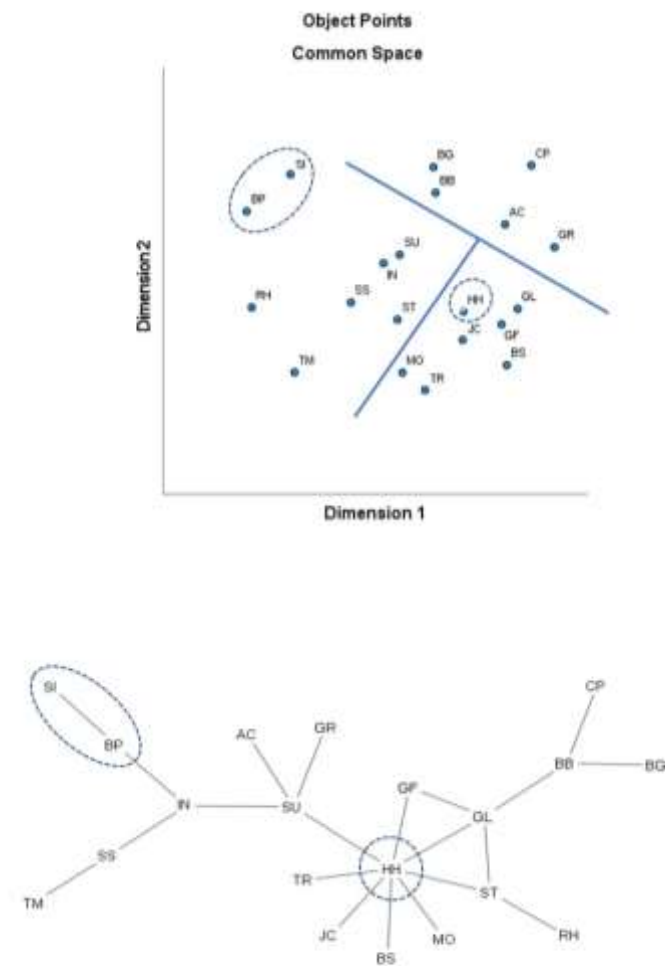 Object Points
Common Space
BG
CP
SI
BB
BP
AC
GR
SU
IN
RH
SS
HH
GL
ST
JC
GF
TM
MO
BS
TR
Dimension 2
Dimension 1
SI
CP
AC
GR
BP
BB
BG
GF
IN
SU
GL
SS
HH
TR
ST
TM
JC
MO
RH
BS